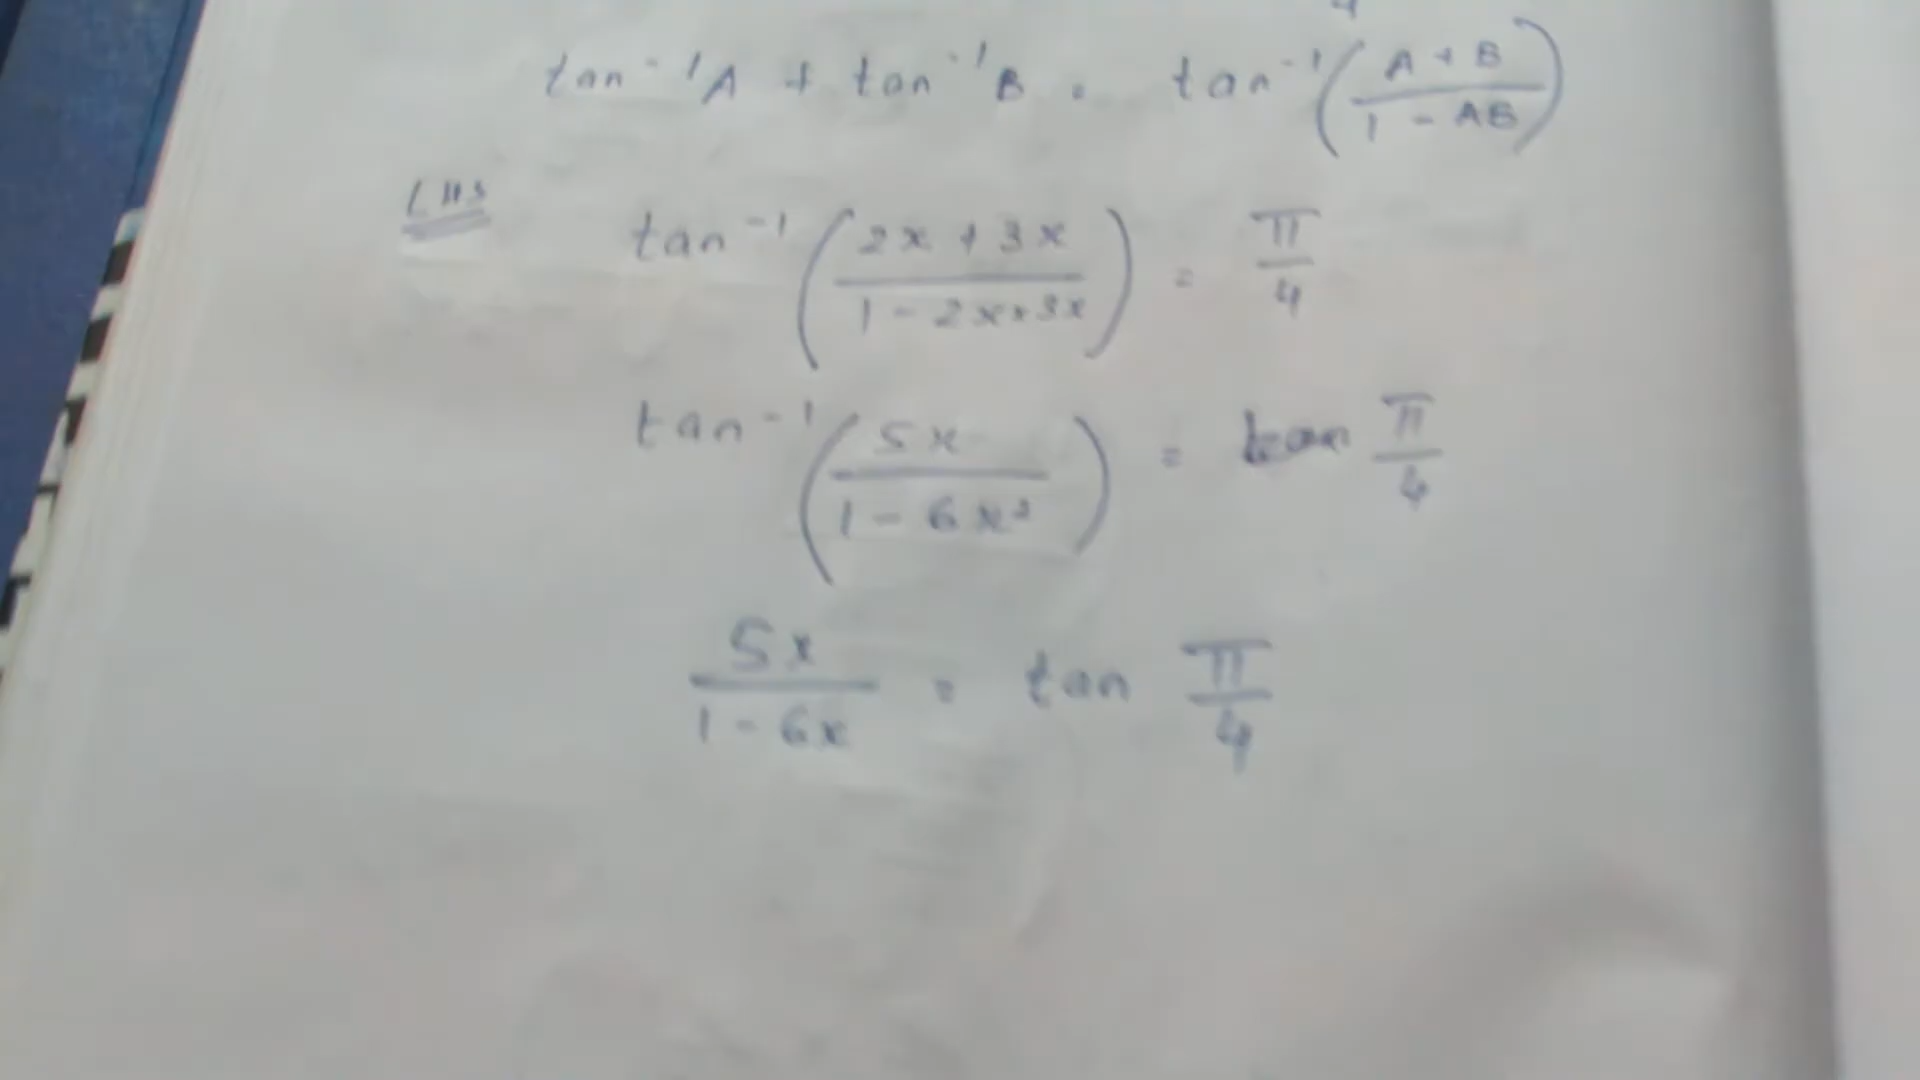 4
tan⁻¹A + tan⁻¹B = tan⁻¹((A + B)/(1 - AB))
LHS
tan⁻¹((2x + 3x)/(1 - 2x×3x)) = π/4
tan⁻¹(5x/(1 - 6x²)) = tan π/4
5x/(1 - 6x) = tan π/4